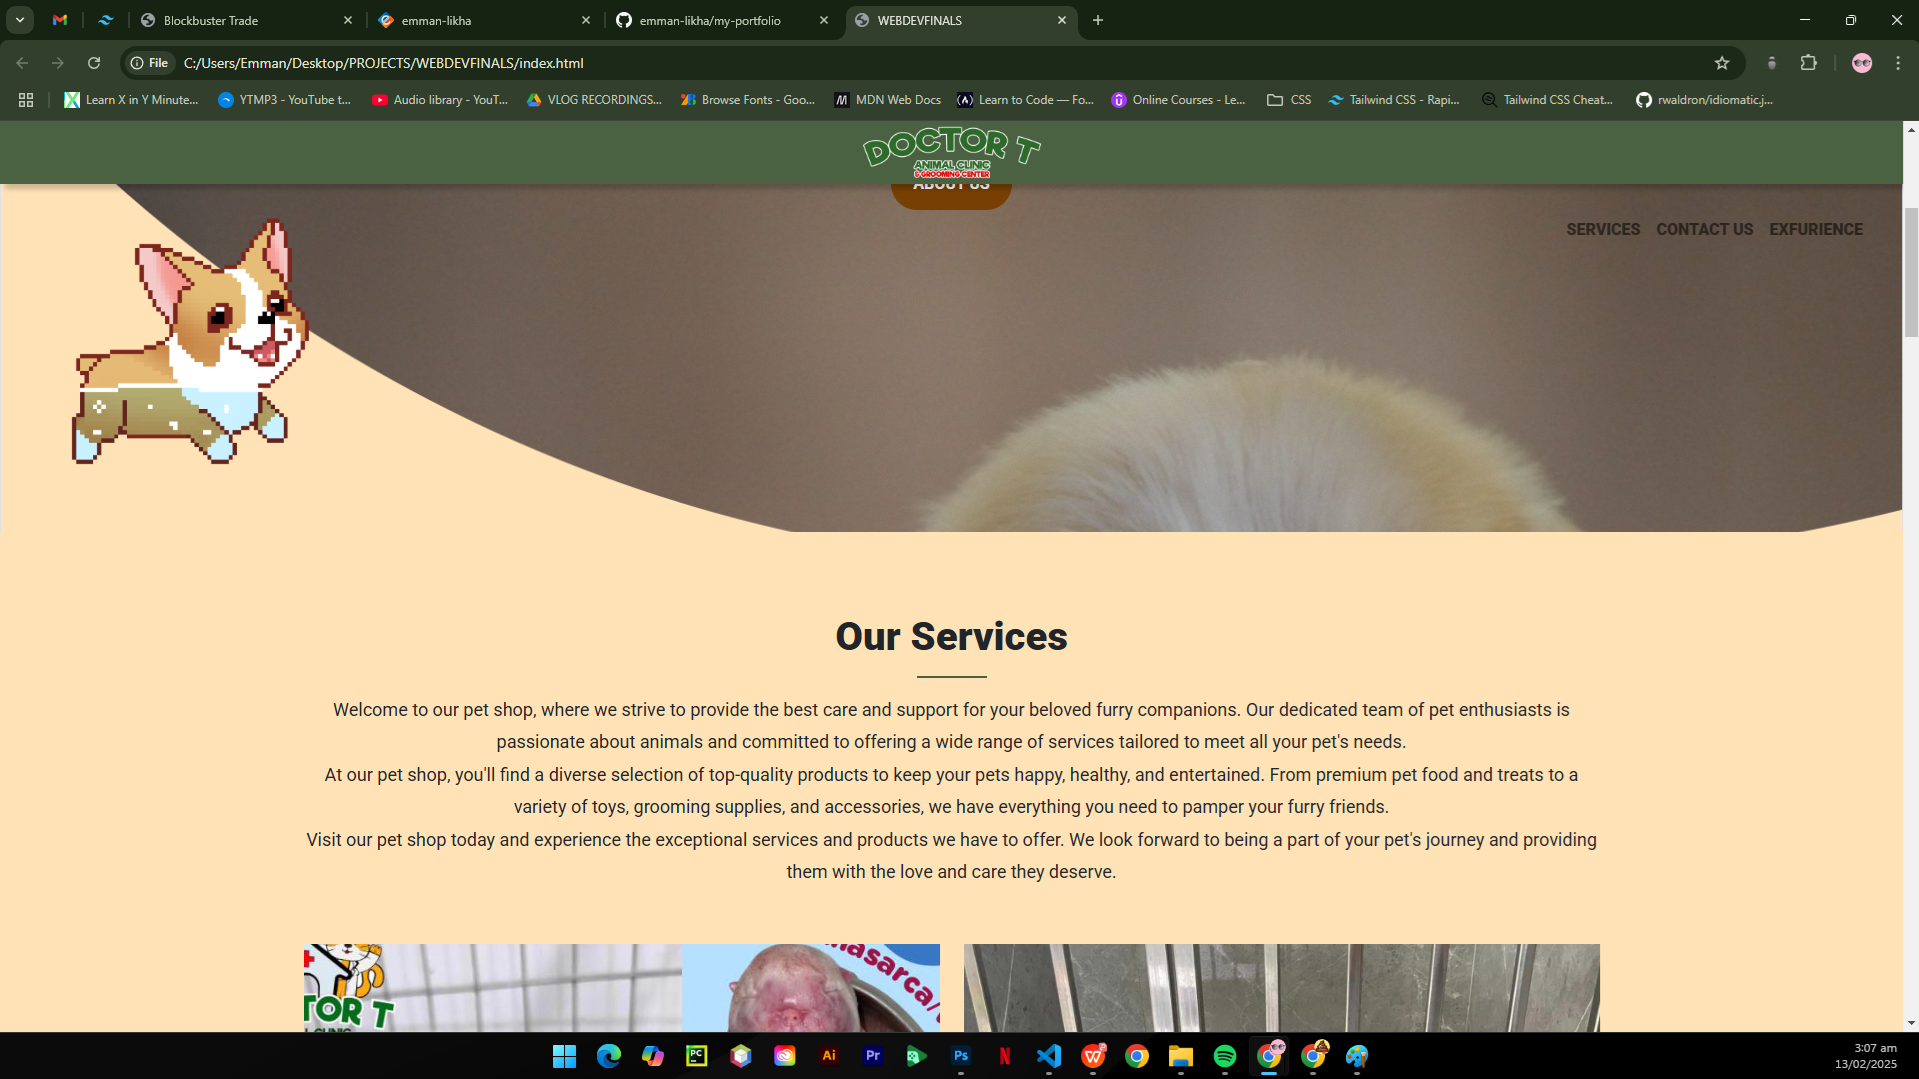 Blockbuster Trade
emman-likha
emman-likha/my-portfolio
WEBDEVFINALS
File
C:/Users/Emman/Desktop/PROJECTS/WEBDEVFINALS/index.html
Learn X in Y Minute...
YTMP3 - YouTube t...
Audio library - YouT...
VLOG RECORDINGS...
Browse Fonts - Goo...
MDN Web Docs
Learn to Code — Fo...
Online Courses - Le...
CSS
Tailwind CSS - Rapi...
Tailwind CSS Cheat...
rwaldron/idiomatic.j...
DOCTOR T
ANIMAL CLINIC
& GROOMING CENTER
ABOUT US
SERVICES CONTACT US EXFURIENCE
Our Services
Welcome to our pet shop, where we strive to provide the best care and support for your beloved furry companions. Our dedicated team of pet enthusiasts is
passionate about animals and committed to offering a wide range of services tailored to meet all your pet's needs.
At our pet shop, you'll find a diverse selection of top-quality products to keep your pets happy, healthy, and entertained. From premium pet food and treats to a
variety of toys, grooming supplies, and accessories, we have everything you need to pamper your furry friends.
Visit our pet shop today and experience the exceptional services and products we have to offer. We look forward to being a part of your pet's journey and providing
them with the love and care they deserve.
TOR T
PC
Ai
Pr
Ps
N
W
3:07 am
13/02/2025